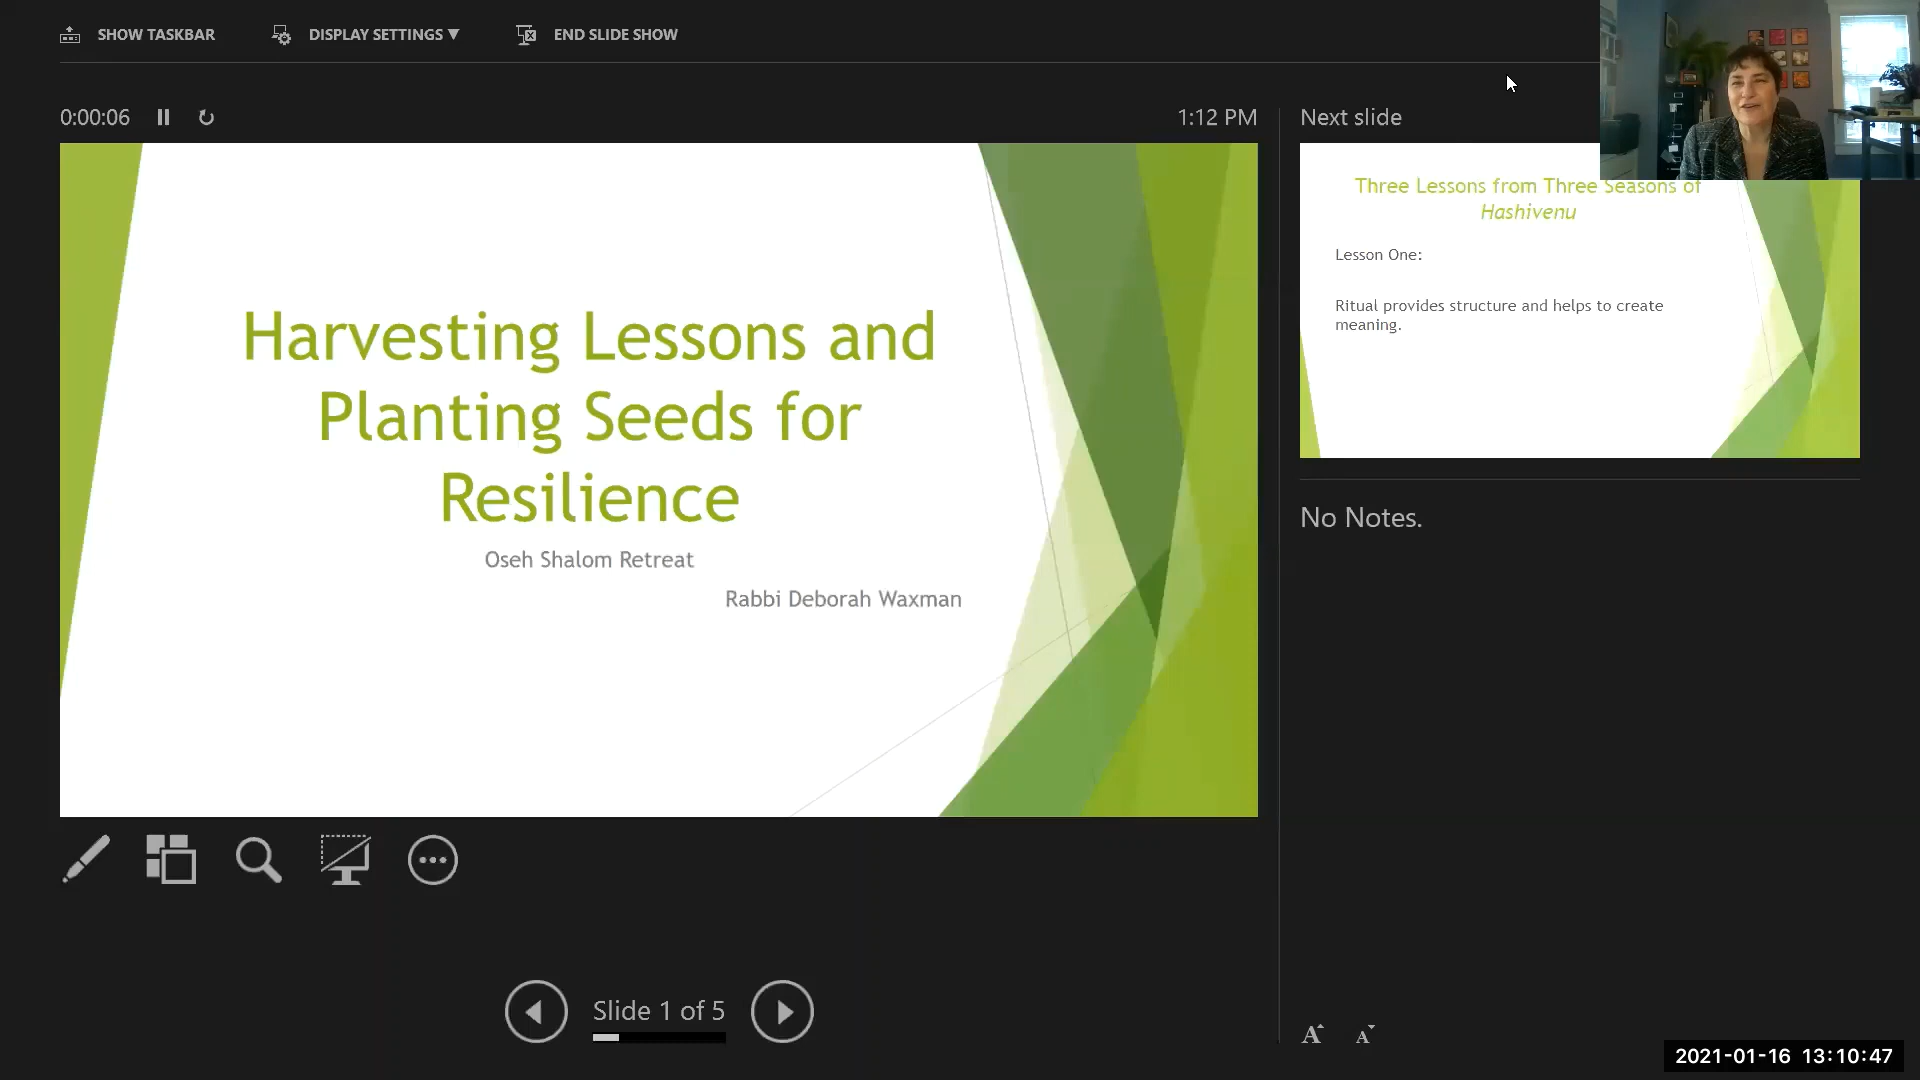 SHOW TASKBAR
DISPLAY SETTINGS ▼
END SLIDE SHOW
0:00:06
1:12 PM
Next slide
Harvesting Lessons and
Planting Seeds for
Resilience
Oseh Shalom Retreat
Rabbi Deborah Waxman
Three Lessons from Three Seasons of
Hashivenu
Lesson One:
Ritual provides structure and helps to create
meaning.
No Notes.
Slide 1 of 5
A A
2021-01-16 13:10:47